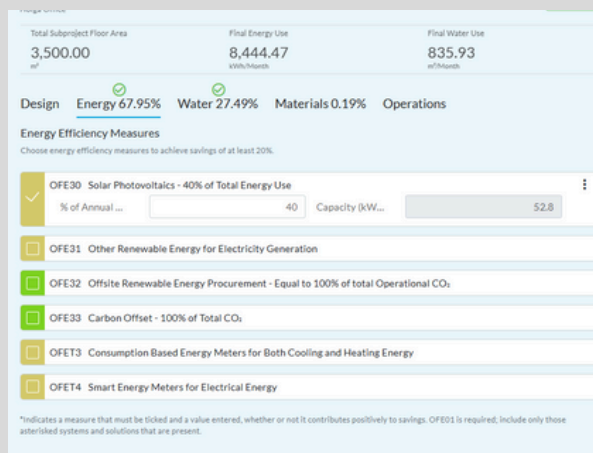 Total Subproject Floor Area Final Energy Use Final Water Use
3,500.00 8,444.47 835.93
m² kWh/Month m³/Month
Design Energy 67.95% Water 27.49% Materials 0.19% Operations
Energy Efficiency Measures
Choose energy efficiency measures to achieve savings of at least 20%.
OFE30 Solar Photovoltaics - 40% of Total Energy Use
% of Annual ... 40 Capacity (kW... 52.8
OFE31 Other Renewable Energy for Electricity Generation
OFE32 Offsite Renewable Energy Procurement - Equal to 100% of total Operational CO₂
OFE33 Carbon Offset - 100% of Total CO₂
OFET3 Consumption Based Energy Meters for Both Cooling and Heating Energy
OFET4 Smart Energy Meters for Electrical Energy
*Indicates a measure that must be ticked and a value entered, whether or not it contributes positively to savings. OFE01 is required; include only those
asterisked systems and solutions that are present.